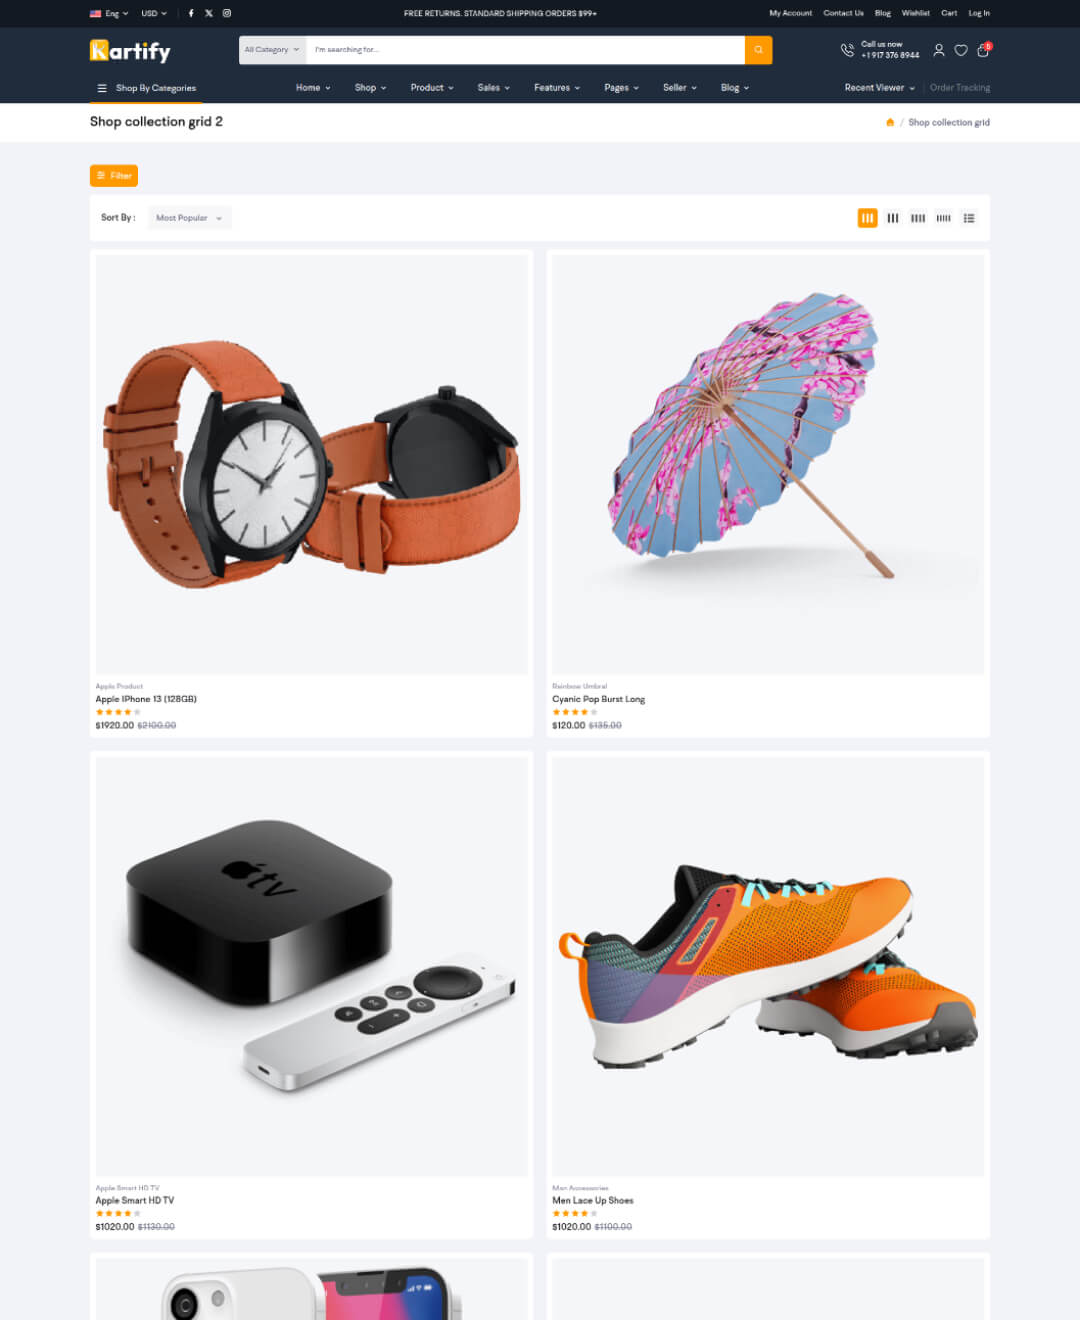 Eng USD FREE RETURNS. STANDARD SHIPPING ORDERS $99+ My Account Contact Us Blog Wishlist Cart Log In
Kartify
All Category I'm searching for...
Call us now
+1 917 376 8944
5
Shop By Categories Home Shop Product Sales Features Pages Seller Blog Recent Viewer Order Tracking
Shop collection grid 2 / Shop collection grid
Filter
Sort By : Most Popular
Apple Product
Apple IPhone 13 (128GB)
$1920.00 $2100.00
Rainbow Umbral
Cyanic Pop Burst Long
$120.00 $135.00
tv
Apple Smart HD TV
Apple Smart HD TV
$1020.00 $1130.00
Man Accessories
Men Lace Up Shoes
$1020.00 $1100.00